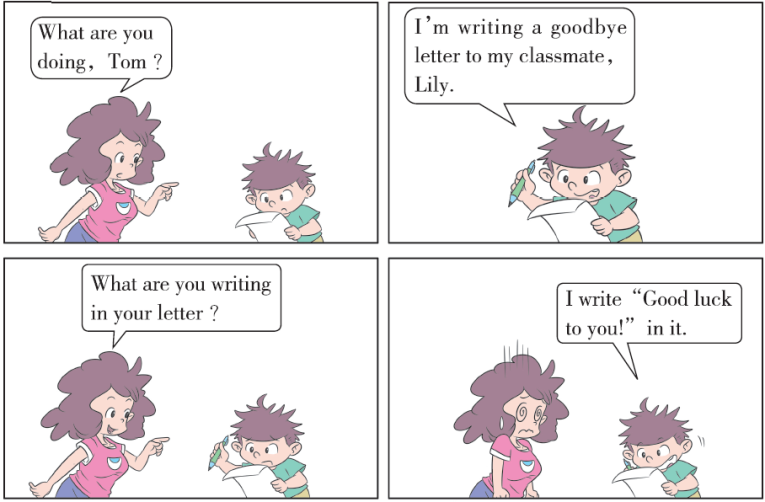 What are you
doing, Tom ?
I'm writing a goodbye
letter to my classmate,
Lily.
What are you writing
in your letter ?
I write “Good luck
to you!” in it.